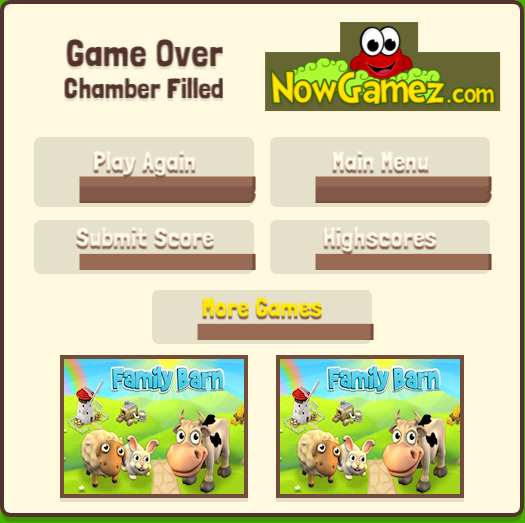 Game Over
Chamber Filled
NowGamez.com
Play Again
Main Menu
Submit Score
Highscores
More Games
Family Barn
Family Barn